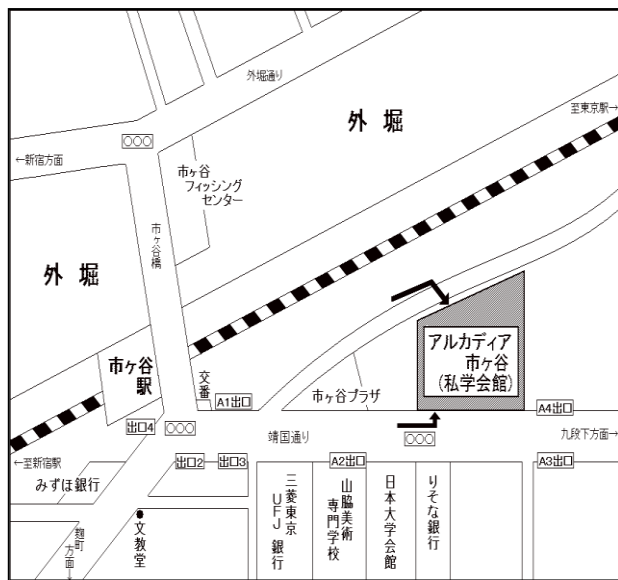 外堀通り
外 堀
至東京駅→
○○○
←新宿方面
市ヶ谷
フィッシング
センター
市ヶ谷橋
外 堀
アルカディア
市ヶ谷
(私学会館)
市ヶ谷
駅
交番
A1出口
市ヶ谷プラザ
A4出口
出口4
○○○
靖国通り
○○○
九段下方面→
←至新宿駅
出口2
出口3
A2出口
A3出口
みずほ銀行
麹町
方面→
●文教堂
三菱東京
UFJ 銀行
山脇美術
専門学校
日本大学会館
りそな銀行